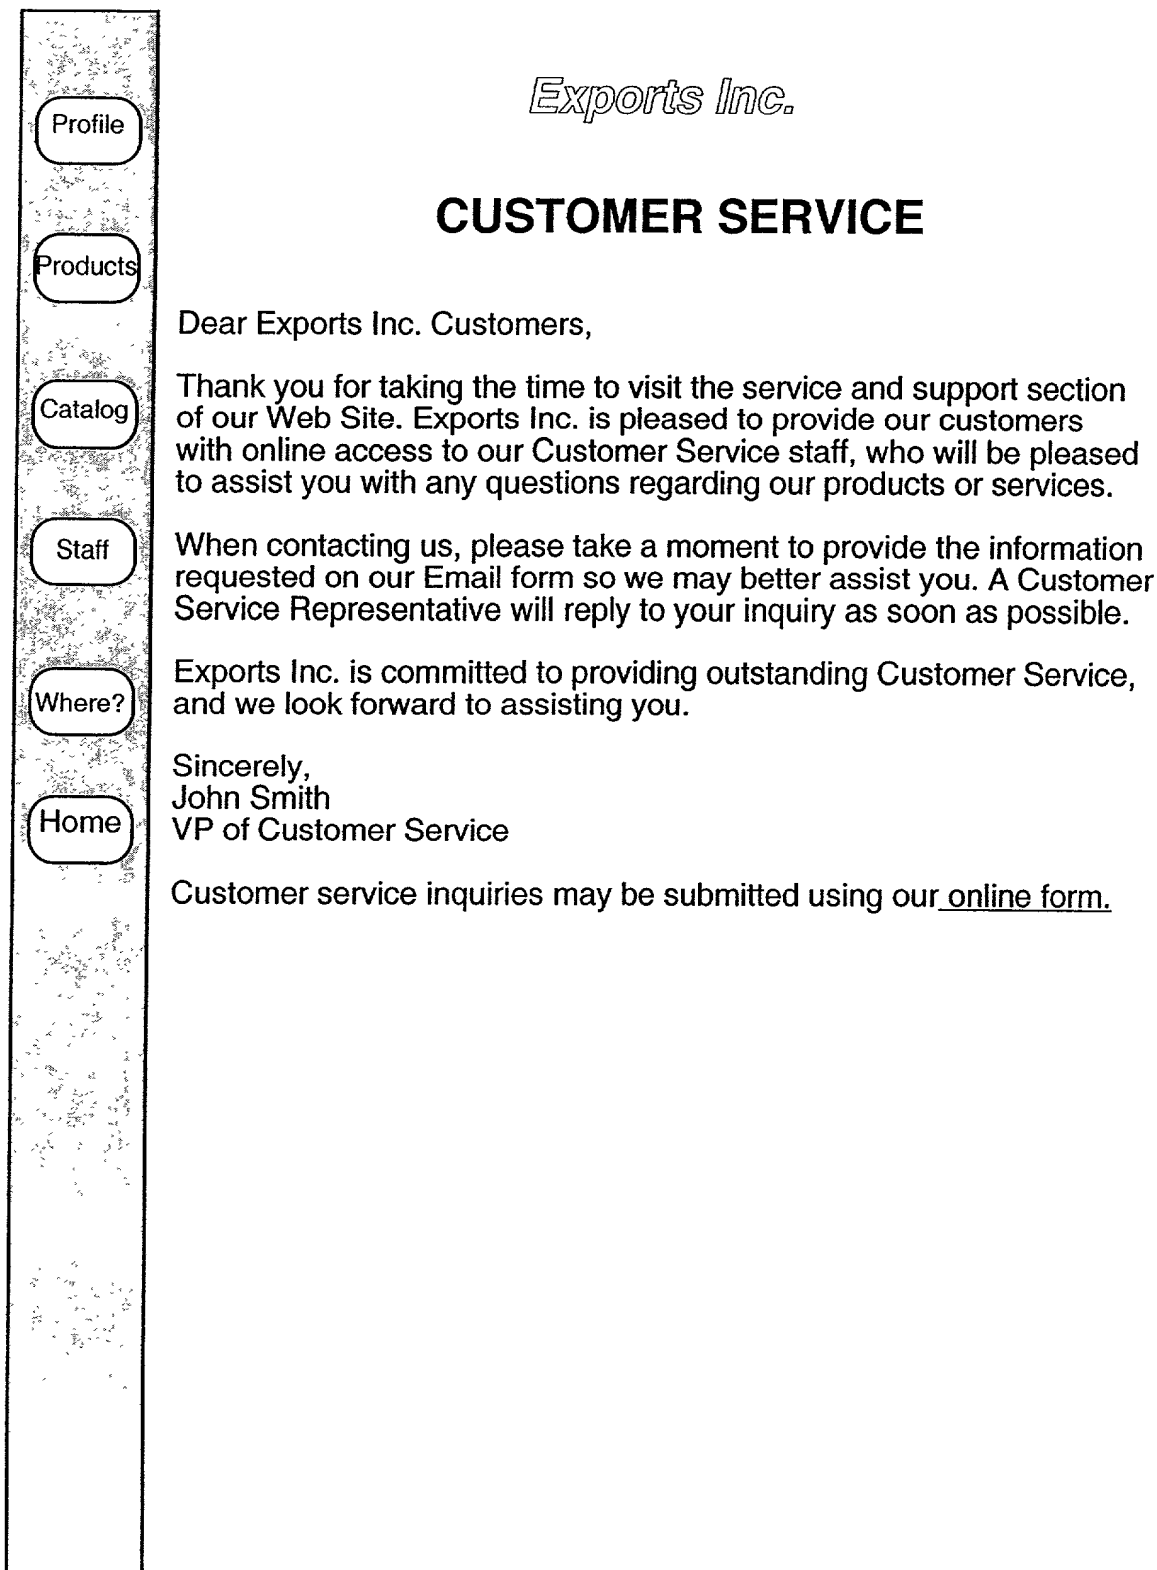 Exports Inc.
CUSTOMER SERVICE
Profile
Products
Catalog
Staff
Where?
Home
Dear Exports Inc. Customers,
Thank you for taking the time to visit the service and support section
of our Web Site. Exports Inc. is pleased to provide our customers
with online access to our Customer Service staff, who will be pleased
to assist you with any questions regarding our products or services.
When contacting us, please take a moment to provide the information
requested on our Email form so we may better assist you. A Customer
Service Representative will reply to your inquiry as soon as possible.
Exports Inc. is committed to providing outstanding Customer Service,
and we look forward to assisting you.
Sincerely,
John Smith
VP of Customer Service
Customer service inquiries may be submitted using our online form.